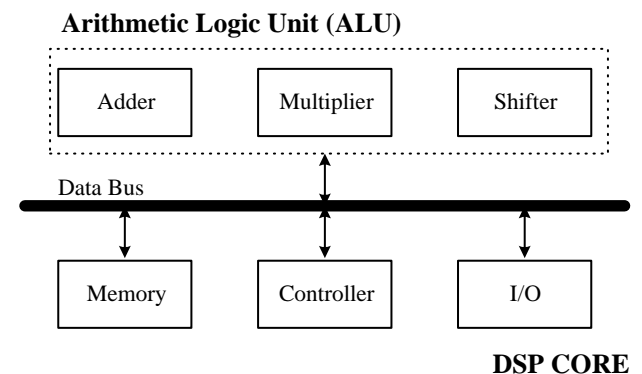 Arithmetic Logic Unit (ALU)
Adder
Multiplier
Shifter
Data Bus
Memory
Controller
I/O
DSP CORE